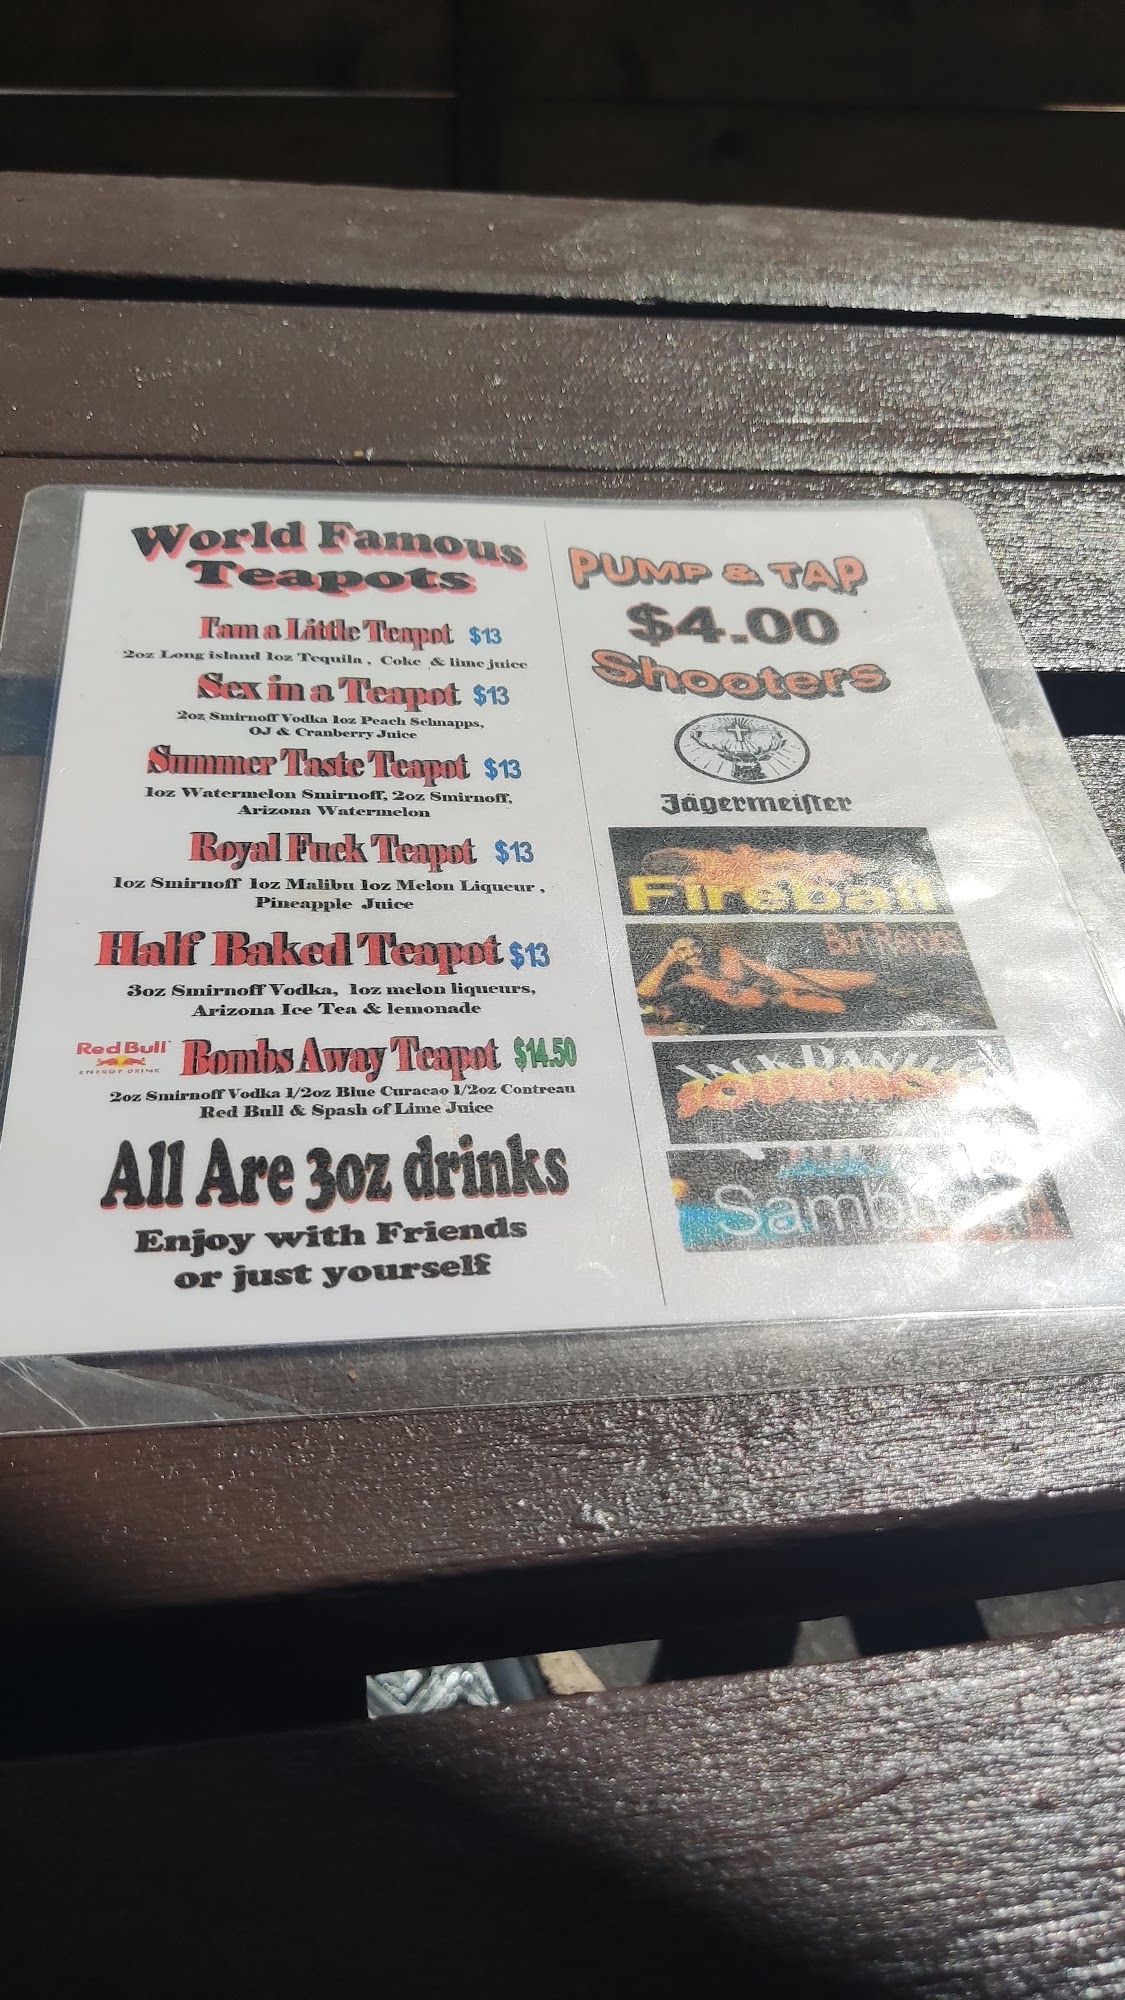 World Famous
Teapots
I'am a Little Teapot $13
2oz Long island 1oz Tequila , Coke & lime juice
Sex in a Teapot $13
2oz Smirnoff Vodka 1oz Peach Schnapps,
OJ & Cranberry Juice
Summer Taste Teapot $13
1oz Watermelon Smirnoff, 2oz Smirnoff,
Arizona Watermelon
Royal Fuck Teapot $13
1oz Smirnoff 1oz Malibu 1oz Melon Liqueur ,
Pineapple Juice
Half Baked Teapot $13
3oz Smirnoff Vodka, 1oz melon liqueurs,
Arizona Ice Tea & lemonade
Red Bull
ENERGY DRINK
Bombs Away Teapot $14.50
2oz Smirnoff Vodka 1/2oz Blue Curacao 1/2oz Contreau
Red Bull & Spash of Lime Juice
All Are 3oz drinks
Enjoy with Friends
or just yourself
PUMP & TAP
$4.00
Shooters
Jägermeister
Fireball